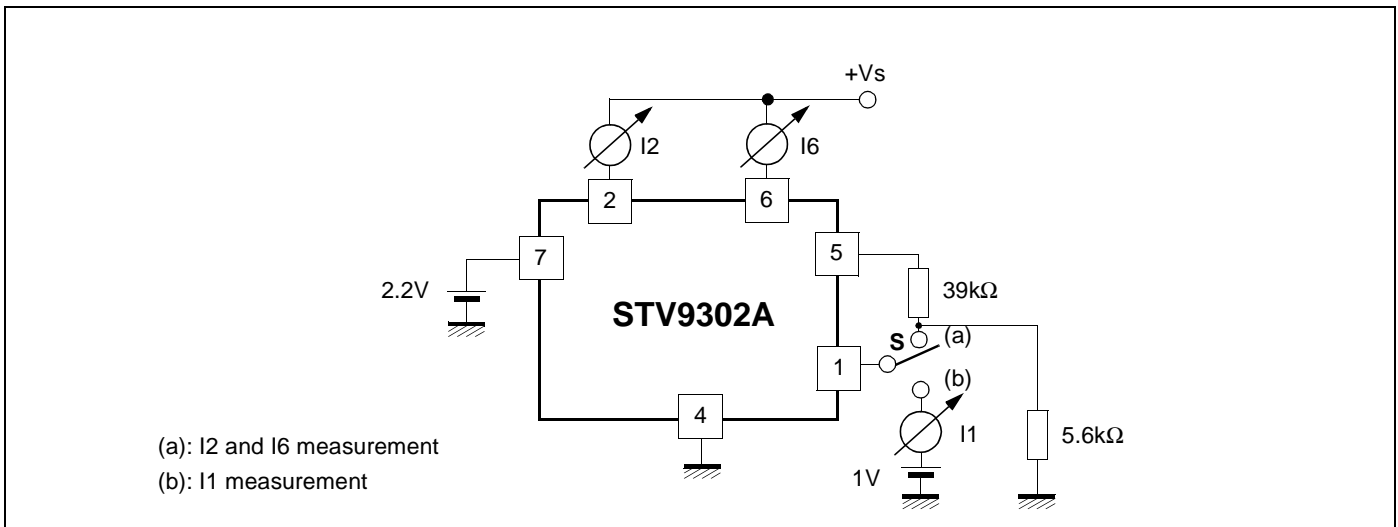 +Vs
I2
I6
2
6
7
5
2.2V
39kΩ
STV9302A
S
(a)
1
(b)
4
I1
5.6kΩ
(a): I2 and I6 measurement
1V
(b): I1 measurement